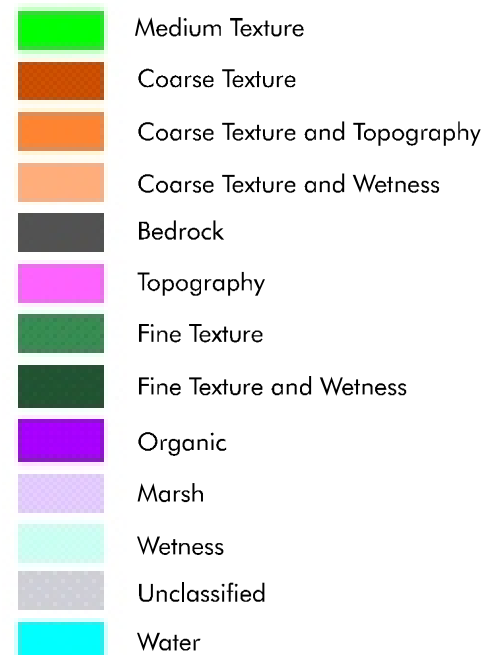 Medium Texture
Coarse Texture
Coarse Texture and Topography
Coarse Texture and Wetness
Bedrock
Topography
Fine Texture
Fine Texture and Wetness
Organic
Marsh
Wetness
Unclassified
Water